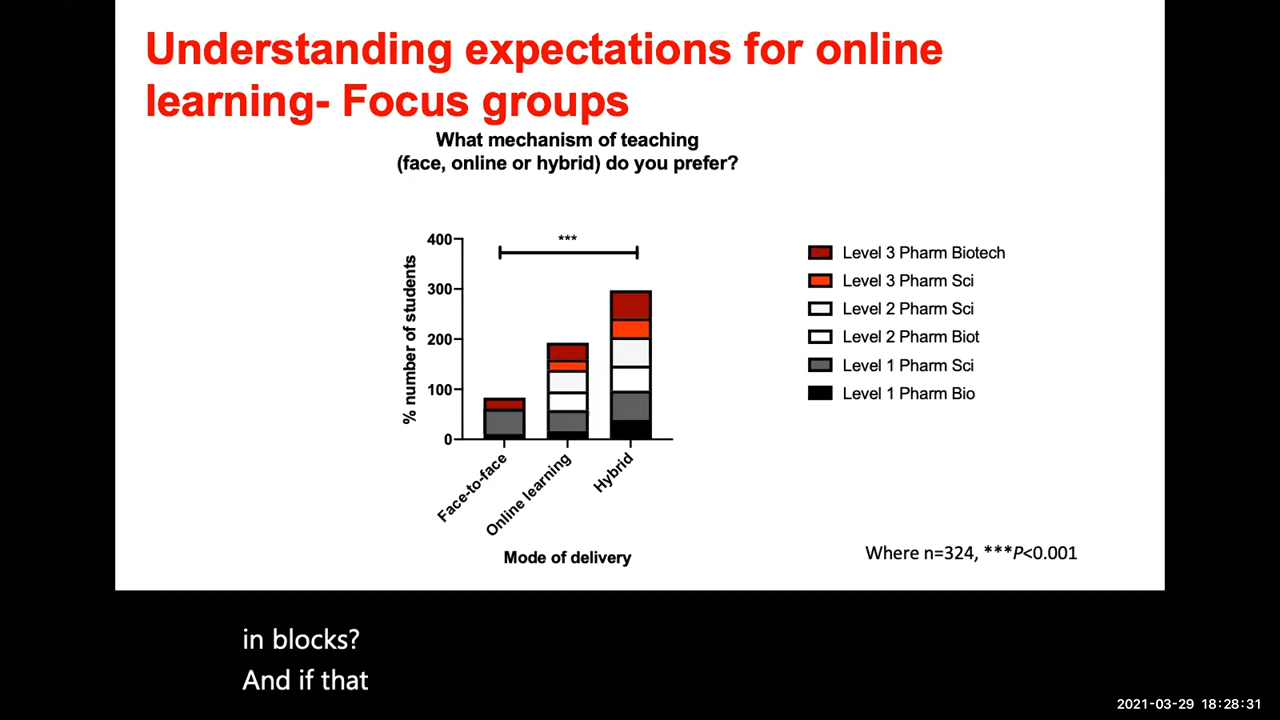 Understanding expectations for online
learning- Focus groups
What mechanism of teaching
(face, online or hybrid) do you prefer?
% number of students
400
300
200
100
0
***
Face-to-face
Online learning
Hybrid
Mode of delivery
Level 3 Pharm Biotech
Level 3 Pharm Sci
Level 2 Pharm Sci
Level 2 Pharm Biot
Level 1 Pharm Sci
Level 1 Pharm Bio
Where n=324, ***P<0.001
in blocks?
And if that
2021-03-29 18:28:31